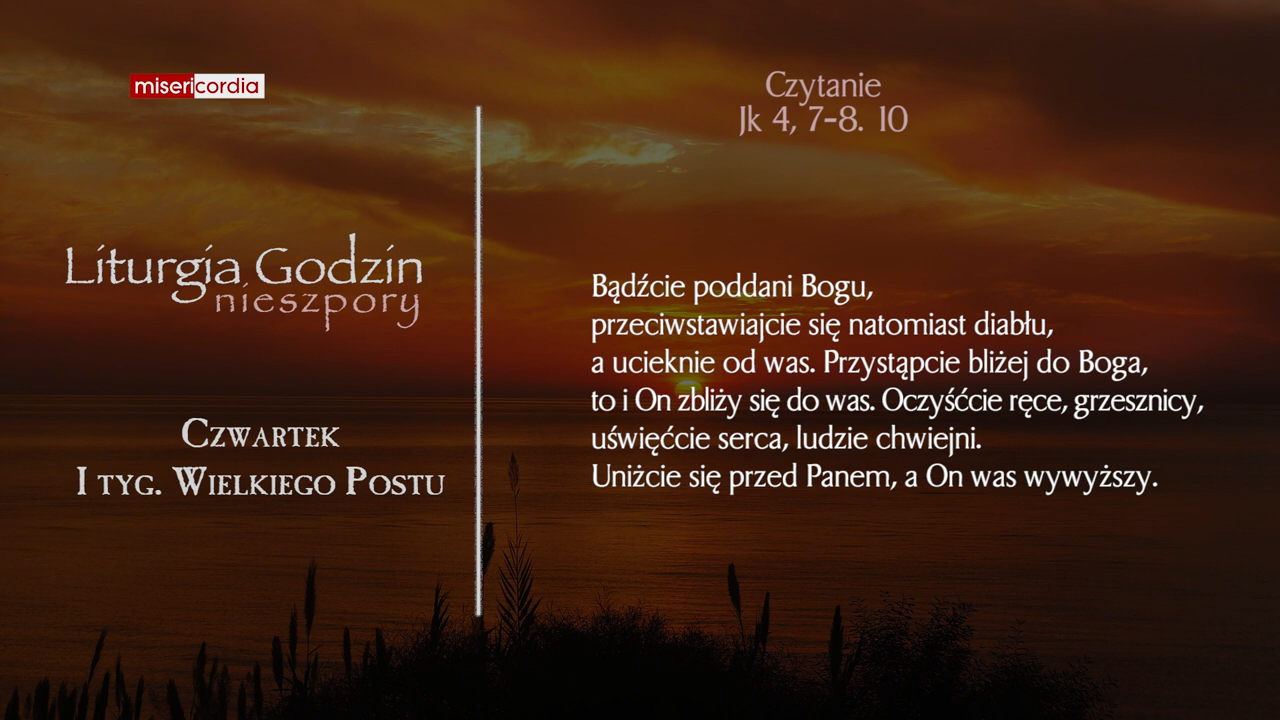 misericordia
Liturgia Godzin
nieszpory
Czwartek
I tyg. Wielkiego Postu
Czytanie
Jk 4, 7-8. 10
Bądźcie poddani Bogu,
przeciwstawiajcie się natomiast diabłu,
a ucieknie od was. Przystąpcie bliżej do Boga,
to i On zbliży się do was. Oczyśćcie ręce, grzesznicy,
uświęćcie serca, ludzie chwiejni.
Uniżcie się przed Panem, a On was wywyższy.